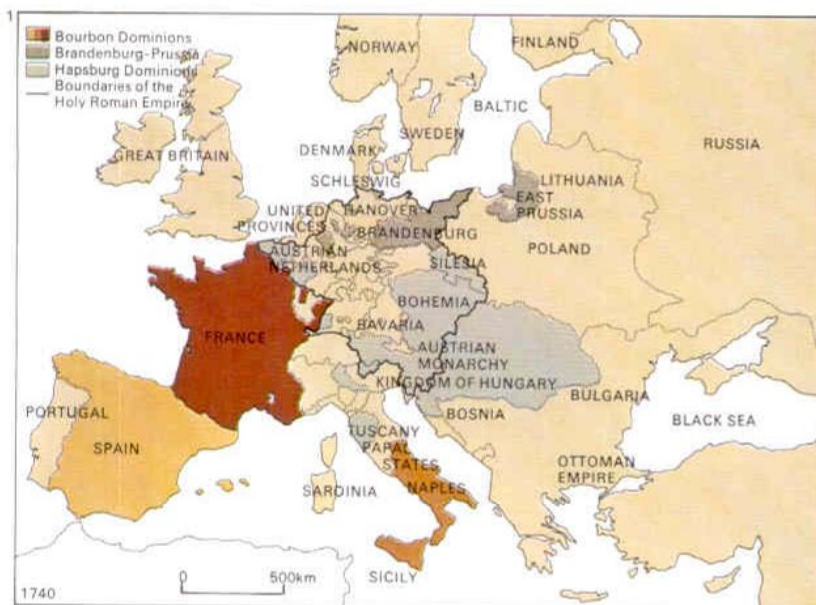 1
Bourbon Dominions
Brandenburg-Prussia
Hapsburg Dominions
Boundaries of the
Holy Roman Empire
NORWAY
FINLAND
BALTIC
SWEDEN
RUSSIA
GREAT BRITAIN
DENMARK
SCHLESWIG
LITHUANIA
EAST
PRUSSIA
UNITED
PROVINCES
HANOVER
BRANDENBURG
POLAND
AUSTRIAN
NETHERLANDS
SILESIA
BOHEMIA
FRANCE
BAVARIA
AUSTRIAN
MONARCHY
KINGDOM OF HUNGARY
BULGARIA
PORTUGAL
SPAIN
BOSNIA
BLACK SEA
TUSCANY
PAPAL
STATES
OTTOMAN
EMPIRE
SARDINIA
NAPLES
SICILY
0 500km
1740